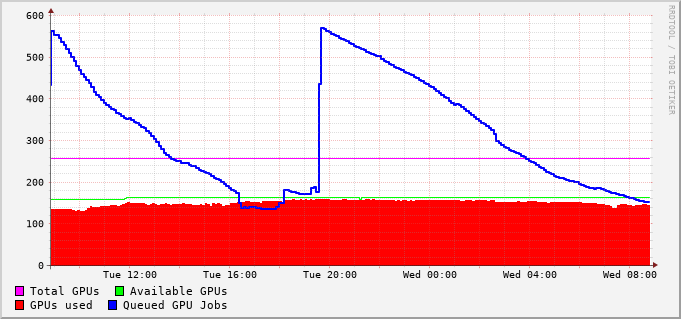 600
500
400
300
200
100
0
Tue 12:00 Tue 16:00 Tue 20:00 Wed 00:00 Wed 04:00 Wed 08:00
Total GPUs Available GPUs
GPUs used Queued GPU Jobs
RRDTOOL / TOBI OETIKER